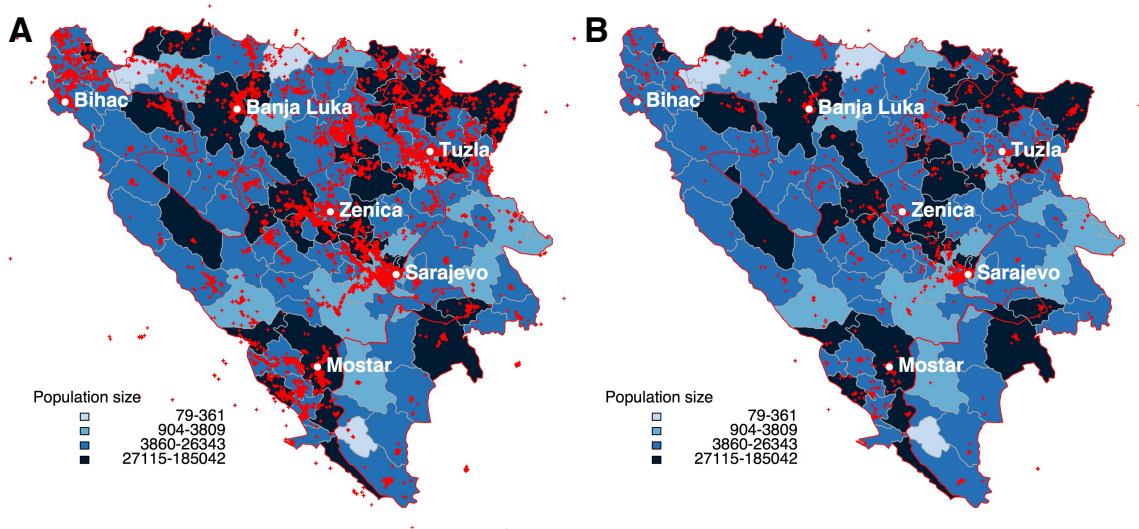 A
Bihac
Banja Luka
Tuzla
Zenica
Sarajevo
Mostar
Population size
79-361
904-3809
3860-26343
27115-185042
B
Bihac
Banja Luka
Tuzla
Zenica
Sarajevo
Mostar
Population size
79-361
904-3809
3860-26343
27115-185042